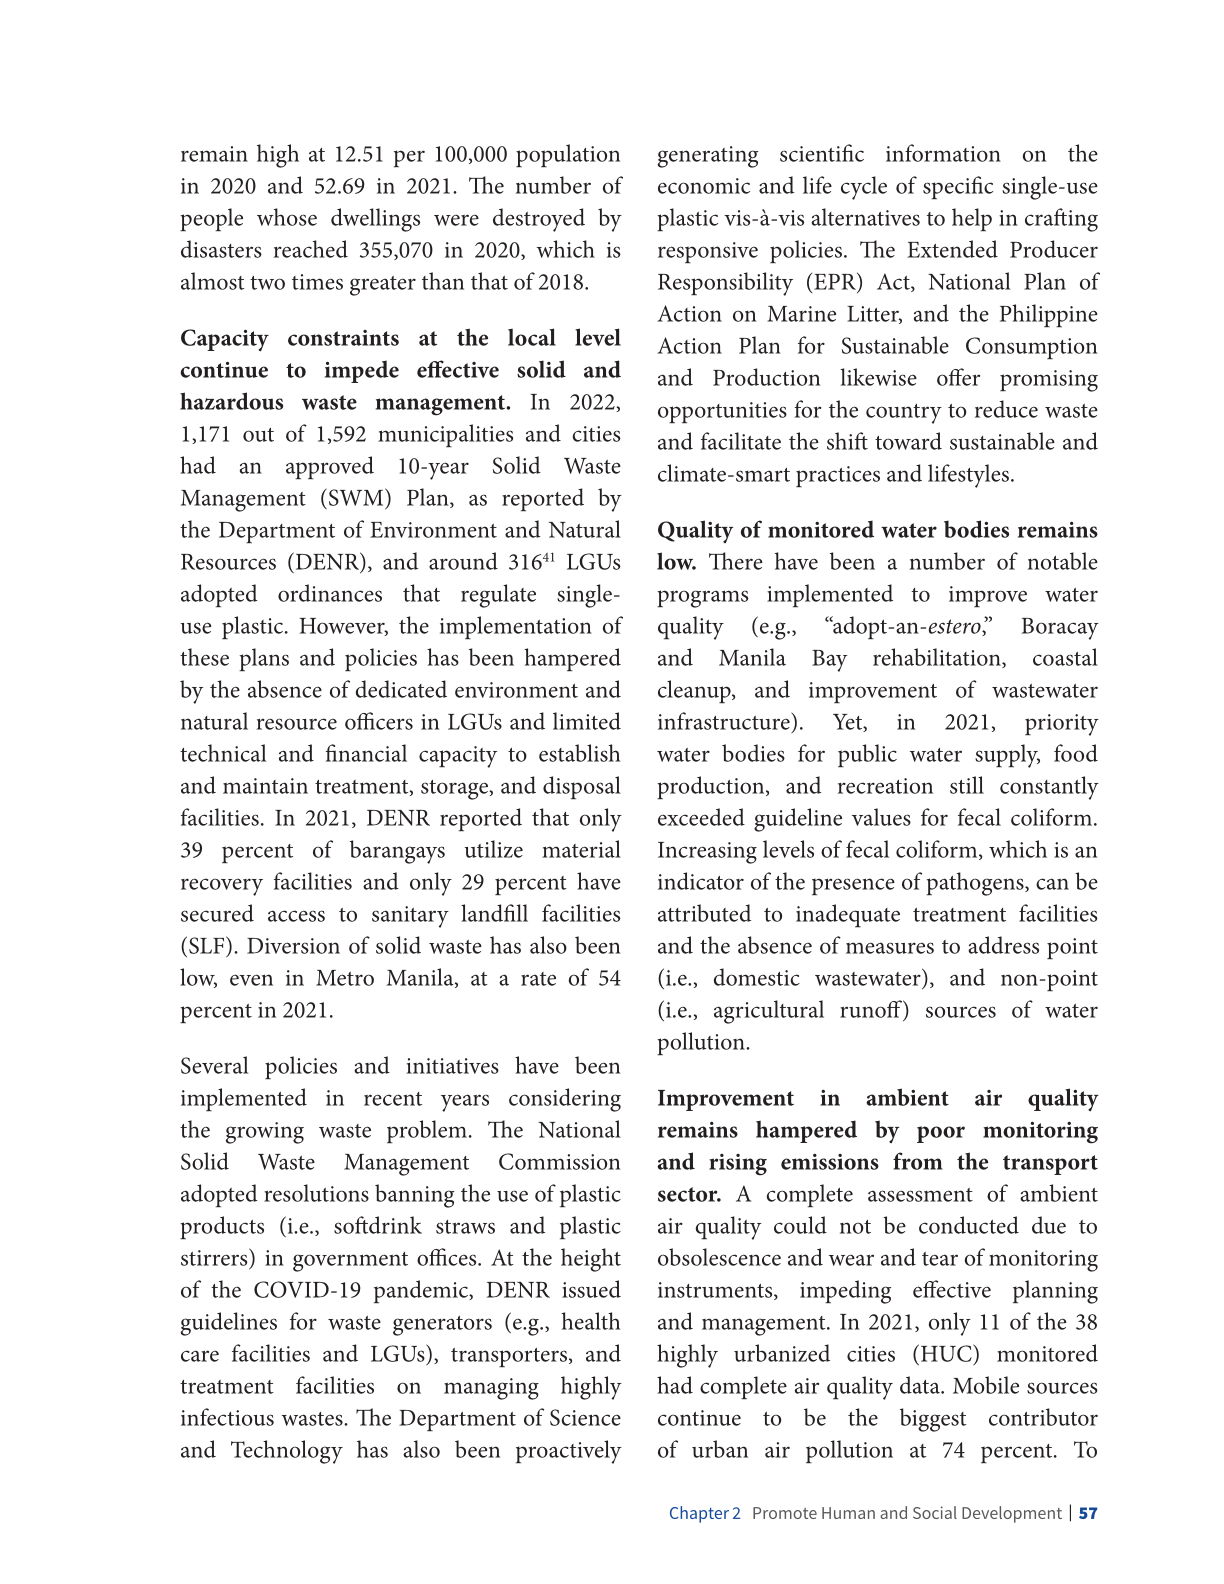 remain high at 12.51 per 100,000 population
in 2020 and 52.69 in 2021. The number of
people whose dwellings were destroyed by
disasters reached 355,070 in 2020, which is
almost two times greater than that of 2018.
Capacity constraints at the local level
continue to impede effective solid and
hazardous waste management. In 2022,
1,171 out of 1,592 municipalities and cities
had an approved 10-year Solid Waste
Management (SWM) Plan, as reported by
the Department of Environment and Natural
Resources (DENR), and around 316⁴¹ LGUs
adopted ordinances that regulate single-
use plastic. However, the implementation of
these plans and policies has been hampered
by the absence of dedicated environment and
natural resource officers in LGUs and limited
technical and financial capacity to establish
and maintain treatment, storage, and disposal
facilities. In 2021, DENR reported that only
39 percent of barangays utilize material
recovery facilities and only 29 percent have
secured access to sanitary landfill facilities
(SLF). Diversion of solid waste has also been
low, even in Metro Manila, at a rate of 54
percent in 2021.
Several policies and initiatives have been
implemented in recent years considering
the growing waste problem. The National
Solid Waste Management Commission
adopted resolutions banning the use of plastic
products (i.e., softdrink straws and plastic
stirrers) in government offices. At the height
of the COVID-19 pandemic, DENR issued
guidelines for waste generators (e.g., health
care facilities and LGUs), transporters, and
treatment facilities on managing highly
infectious wastes. The Department of Science
and Technology has also been proactively
generating scientific information on the
economic and life cycle of specific single-use
plastic vis-à-vis alternatives to help in crafting
responsive policies. The Extended Producer
Responsibility (EPR) Act, National Plan of
Action on Marine Litter, and the Philippine
Action Plan for Sustainable Consumption
and Production likewise offer promising
opportunities for the country to reduce waste
and facilitate the shift toward sustainable and
climate-smart practices and lifestyles.
Quality of monitored water bodies remains
low. There have been a number of notable
programs implemented to improve water
quality (e.g., “adopt-an-estero,” Boracay
and Manila Bay rehabilitation, coastal
cleanup, and improvement of wastewater
infrastructure). Yet, in 2021, priority
water bodies for public water supply, food
production, and recreation still constantly
exceeded guideline values for fecal coliform.
Increasing levels of fecal coliform, which is an
indicator of the presence of pathogens, can be
attributed to inadequate treatment facilities
and the absence of measures to address point
(i.e., domestic wastewater), and non-point
(i.e., agricultural runoff) sources of water
pollution.
Improvement in ambient air quality
remains hampered by poor monitoring
and rising emissions from the transport
sector. A complete assessment of ambient
air quality could not be conducted due to
obsolescence and wear and tear of monitoring
instruments, impeding effective planning
and management. In 2021, only 11 of the 38
highly urbanized cities (HUC) monitored
had complete air quality data. Mobile sources
continue to be the biggest contributor
of urban air pollution at 74 percent. To
Chapter 2 Promote Human and Social Development | 57